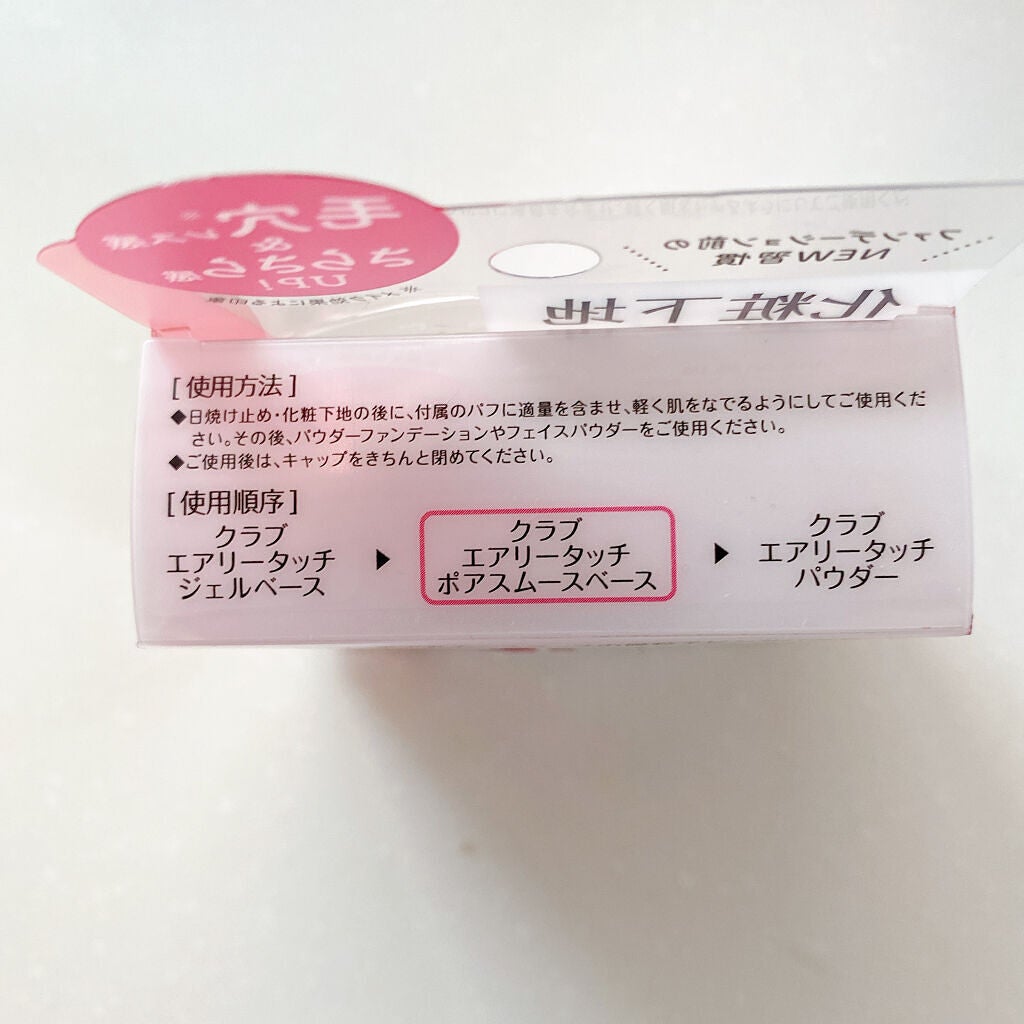 NEW習慣
ファンデーション前の
化粧下地
UP!
[使用方法]
◆日焼け止め・化粧下地の後に、付属のパフに適量を含ませ、軽く肌をなでるようにしてご使用くだ
さい。その後、パウダーファンデーションやフェイスパウダーをご使用ください。
◆ご使用後は、キャップをきちんと閉めてください。
[使用順序]
クラブ
エアリータッチ
ジェルベース
▶
クラブ
エアリータッチ
ポアスムースベース
▶
クラブ
エアリータッチ
パウダー